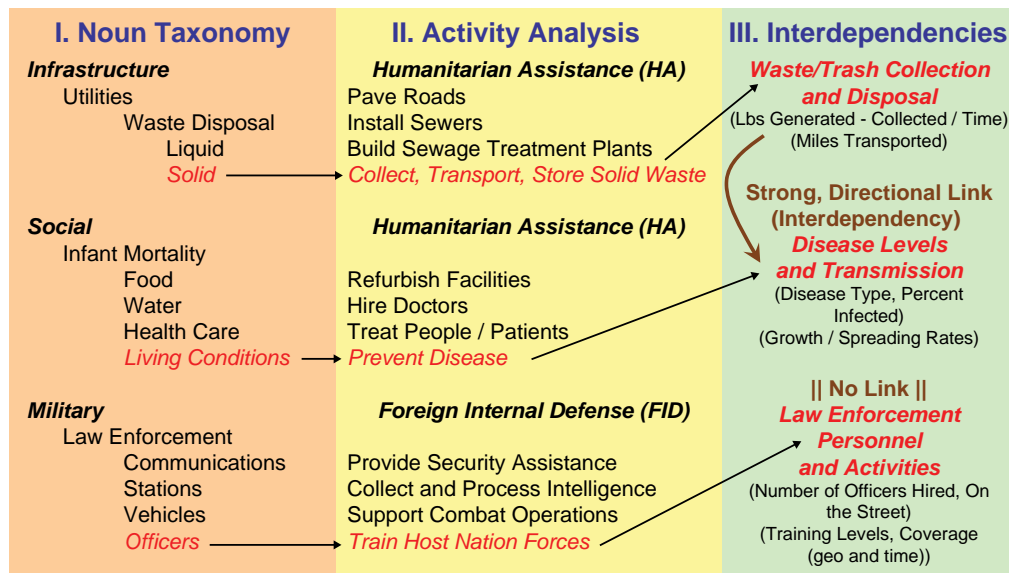 I. Noun Taxonomy
Infrastructure
Utilities
Waste Disposal
Liquid
Solid
Social
Infant Mortality
Food
Water
Health Care
Living Conditions
Military
Law Enforcement
Communications
Stations
Vehicles
Officers
II. Activity Analysis
Humanitarian Assistance (HA)
Pave Roads
Install Sewers
Build Sewage Treatment Plants
Collect, Transport, Store Solid Waste
Humanitarian Assistance (HA)
Refurbish Facilities
Hire Doctors
Treat People / Patients
Prevent Disease
Foreign Internal Defense (FID)
Provide Security Assistance
Collect and Process Intelligence
Support Combat Operations
Train Host Nation Forces
III. Interdependencies
Waste/Trash Collection
and Disposal
(Lbs Generated - Collected / Time)
(Miles Transported)
Strong, Directional Link
(Interdependency)
Disease Levels
and Transmission
(Disease Type, Percent
Infected)
(Growth / Spreading Rates)
|| No Link ||
Law Enforcement
Personnel
and Activities
(Number of Officers Hired, On
the Street)
(Training Levels, Coverage
(geo and time))